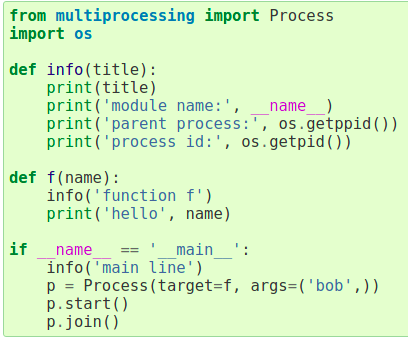 from multiprocessing import Process
import os

def info(title):
    print(title)
    print('module name:', __name__)
    print('parent process:', os.getppid())
    print('process id:', os.getpid())

def f(name):
    info('function f')
    print('hello', name)

if __name__ == '__main__':
    info('main line')
    p = Process(target=f, args=('bob',))
    p.start()
    p.join()